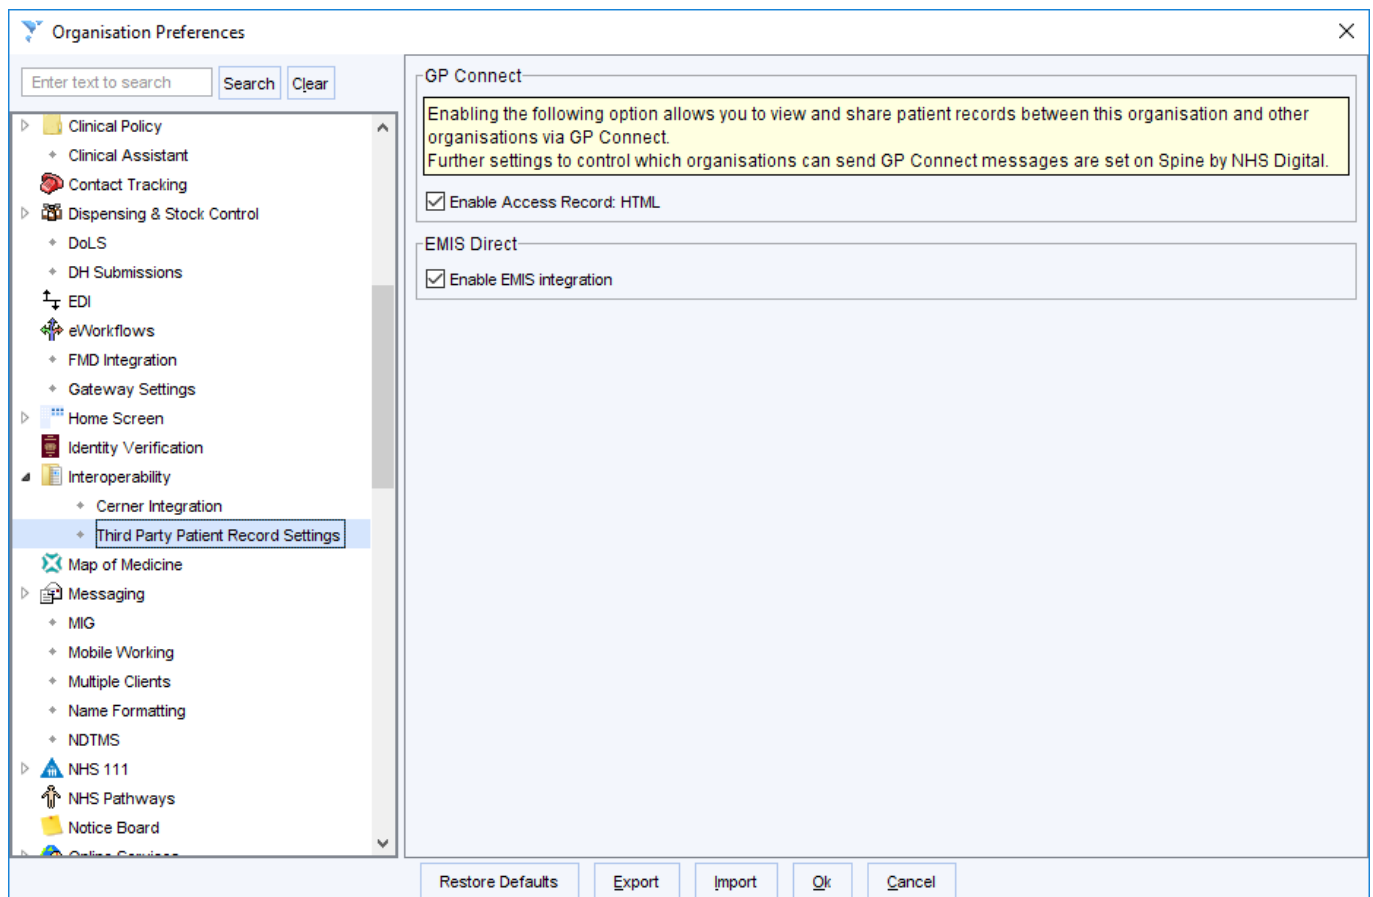 Organisation Preferences
Enter text to search
Search
Clear
Clinical Policy
Clinical Assistant
Contact Tracking
Dispensing & Stock Control
DoLS
DH Submissions
EDI
eWorkflows
FMD Integration
Gateway Settings
Home Screen
Identity Verification
Interoperability
Cerner Integration
Third Party Patient Record Settings
Map of Medicine
Messaging
MIG
Mobile Working
Multiple Clients
Name Formatting
NDTMS
NHS 111
NHS Pathways
Notice Board
Online Services
GP Connect
Enabling the following option allows you to view and share patient records between this organisation and other
organisations via GP Connect.
Further settings to control which organisations can send GP Connect messages are set on Spine by NHS Digital.
Enable Access Record: HTML
EMIS Direct
Enable EMIS integration
Restore Defaults
Export
Import
Ok
Cancel